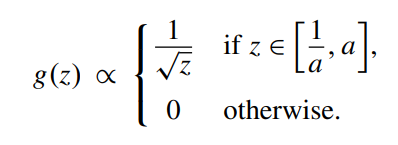 g(z) ∝ { 1/√z if z ∈ [1/a, a],
0 otherwise.